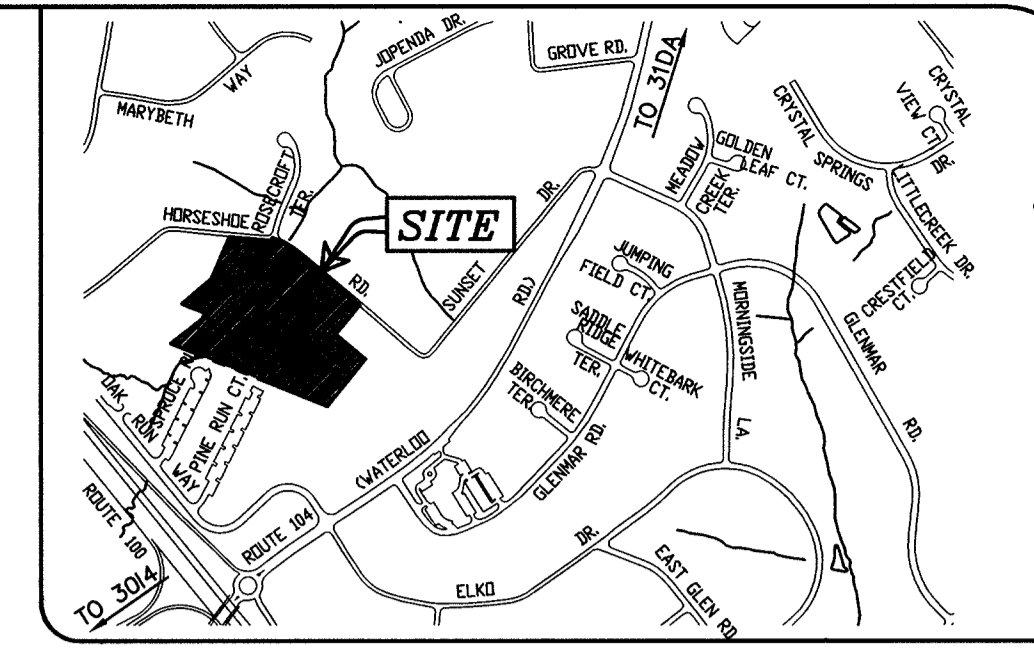 JOPENDA DR.
GROVE RD.
TO 31DA
MARYBETH
WAY
CRYSTAL
VIEW CT.
CRYSTAL SPRINGS
DR.
GOLDEN
LEAF CT.
MEADOW
CREEK
TER.
LITTLECREEK DR.
CRESTFIELD
CT.
ROSECROFT
TER.
HORSESHOE
RD.
SITE
SUNSET
DR.
JUMPING
FIELD CT.
SADDLE
RIDGE
TER.
WHITEBARK
CT.
BIRCHMERE
TER.
MORNINGSIDE
LA.
GLENMAR
RD.
OAK
RUN
WAY
SPRUCE
PINE RUN CT.
(WATERLOO
RD.)
GLENMAR RD.
ROUTE 104
ROUTE 100
TO 3014
ELKO
DR.
EAST GLEN RD.